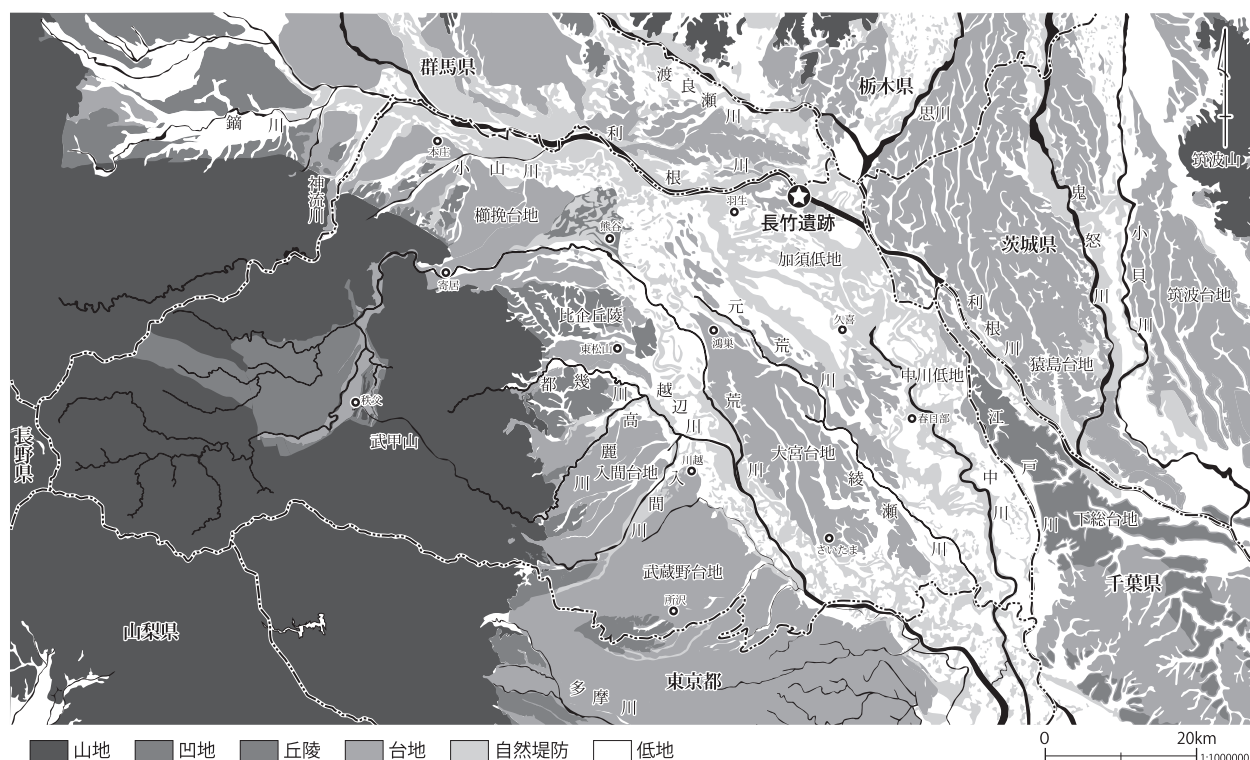 群馬県
栃木県
茨城県
千葉県
東京都
山梨県
長野県
渡良瀬川
思川
鏑川
利根川
神流川
小山川
本庄
櫛挽台地
熊谷
寄居
羽生
長竹遺跡
加須低地
鬼怒川
小貝川
筑波山
筑波台地
利根川
猿島台地
久喜
中川低地
春日部
江戸川
中川
元荒川
鴻巣
比企丘陵
東松山
都幾川
越辺川
荒川
高麗川
入間台地
川越
入間川
大宮台地
綾瀬川
さいたま
武蔵野台地
所沢
下総台地
秩父
武甲山
多摩川
山地
凹地
丘陵
台地
自然堤防
低地
0 20km
1:1000000